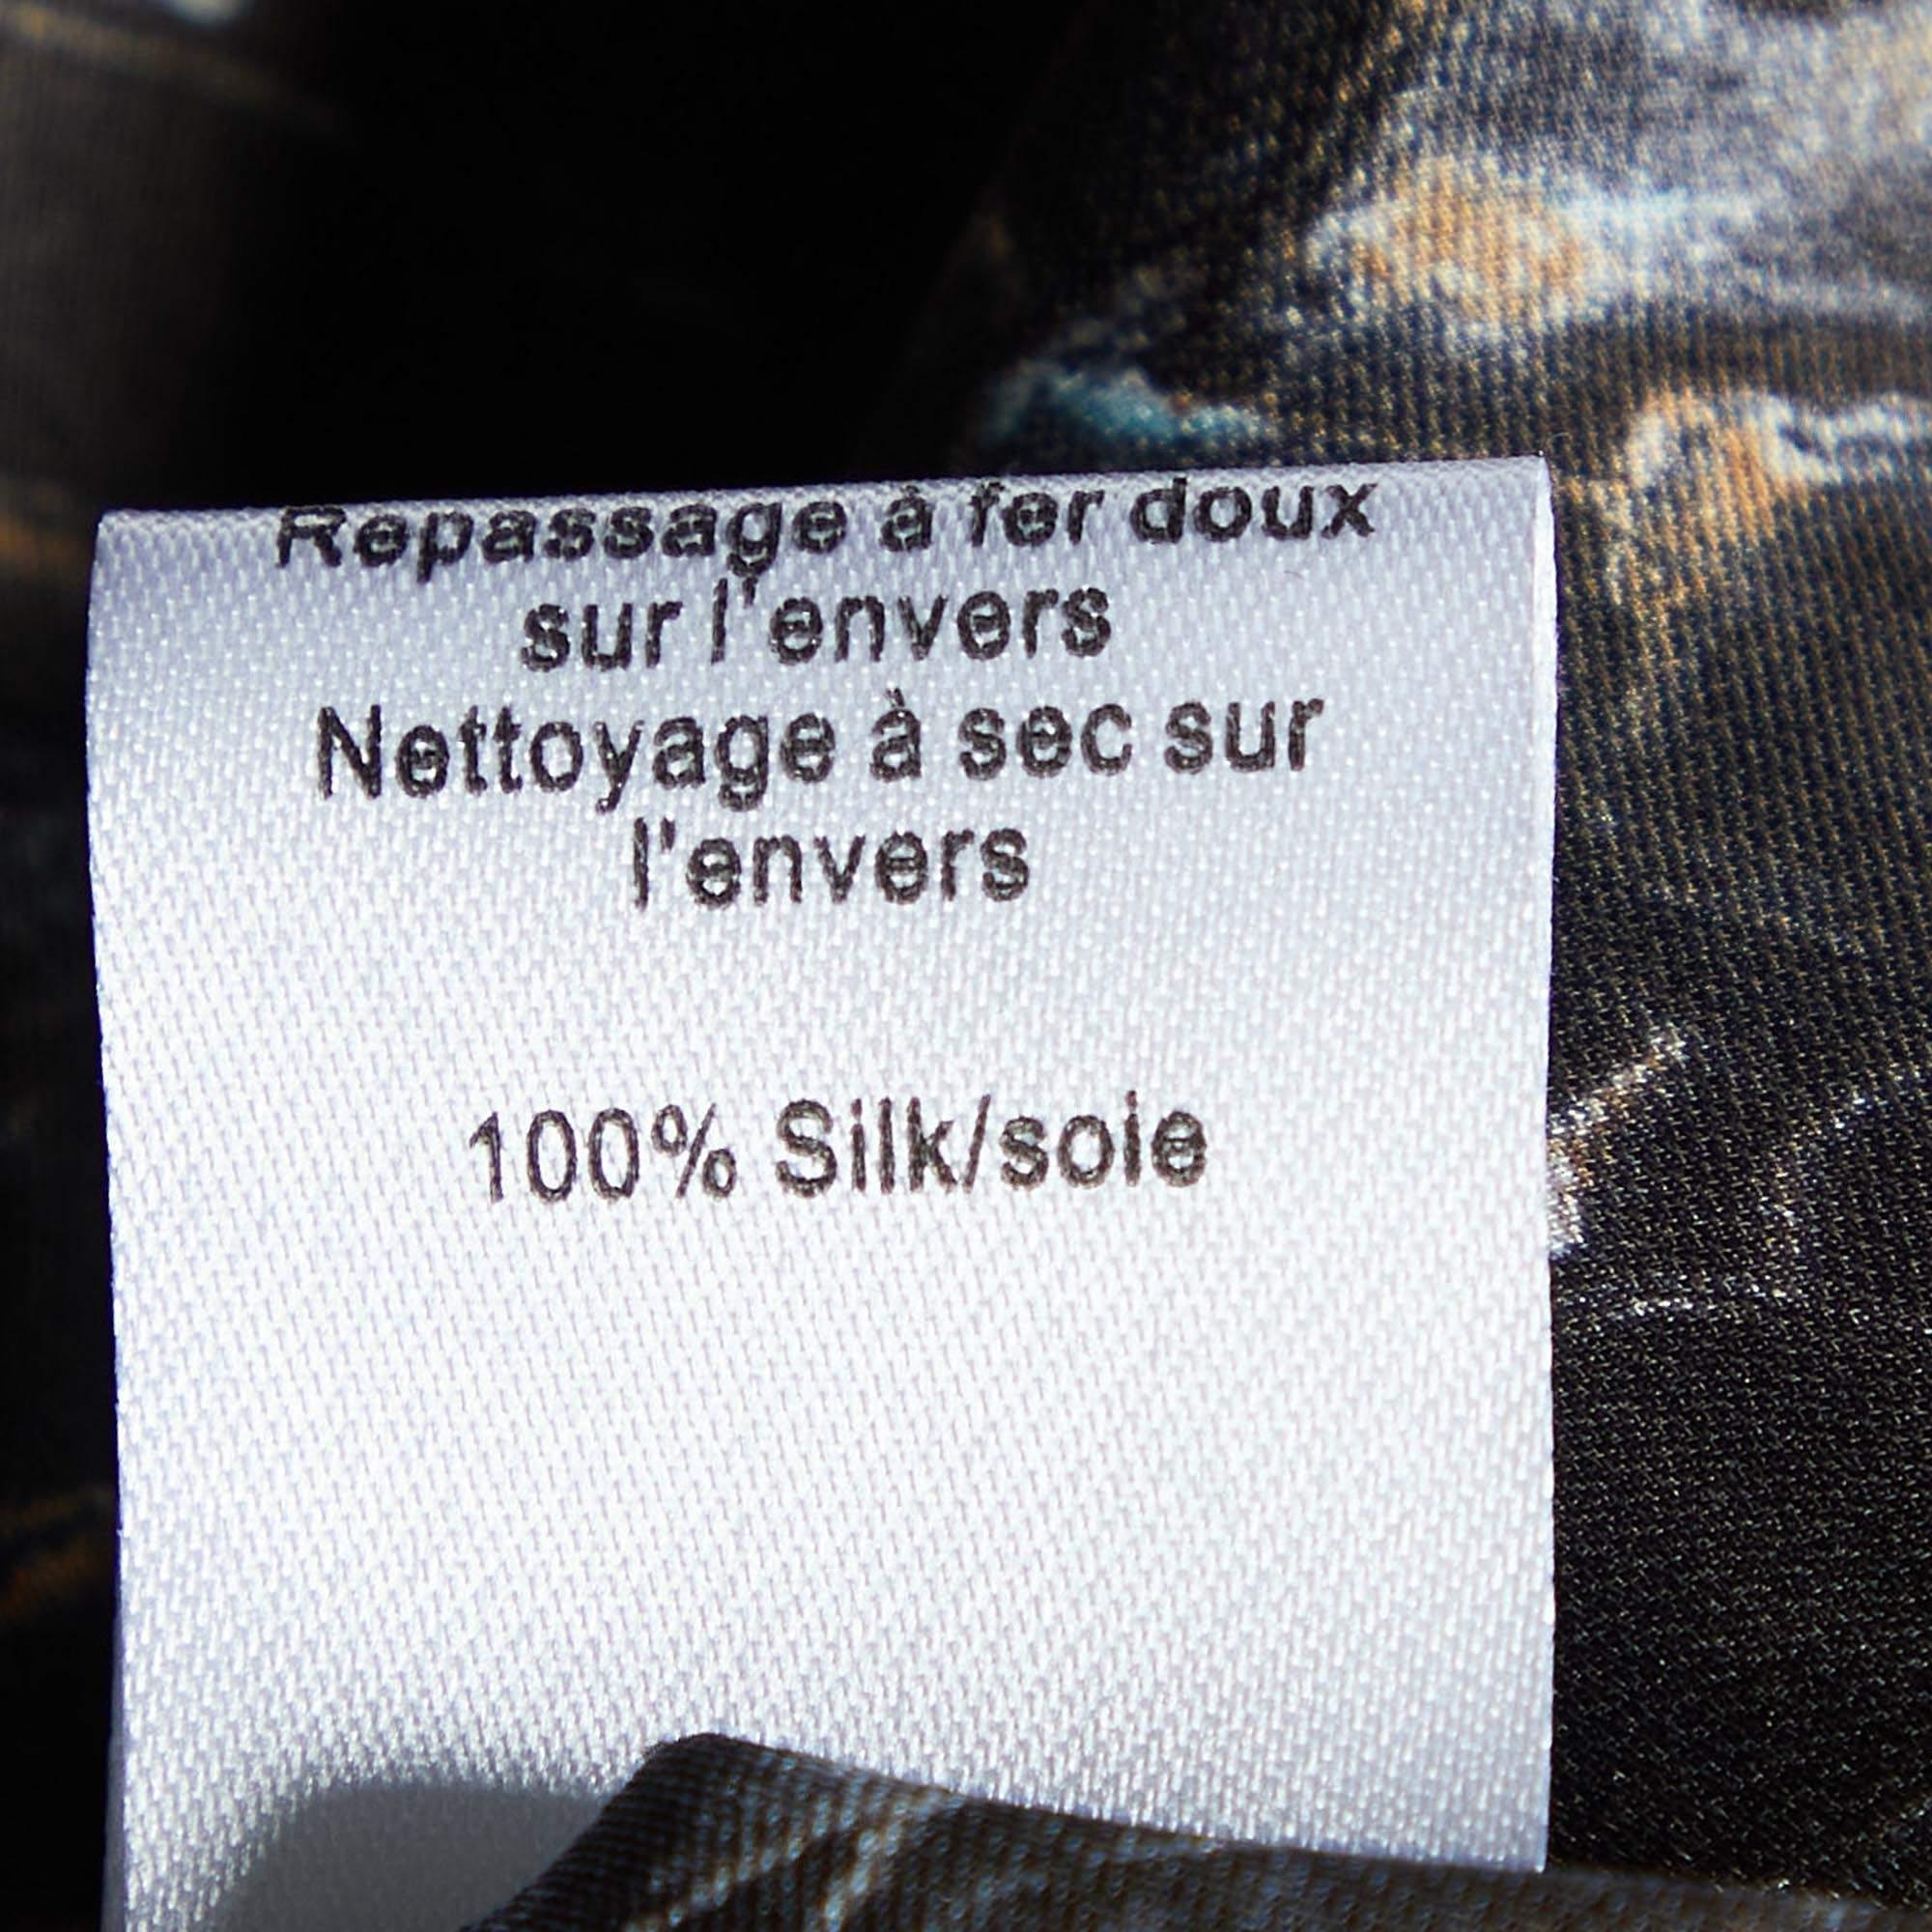 Repassage à fer doux
sur l'envers
Nettoyage à sec sur
l'envers
100% Silk/soie